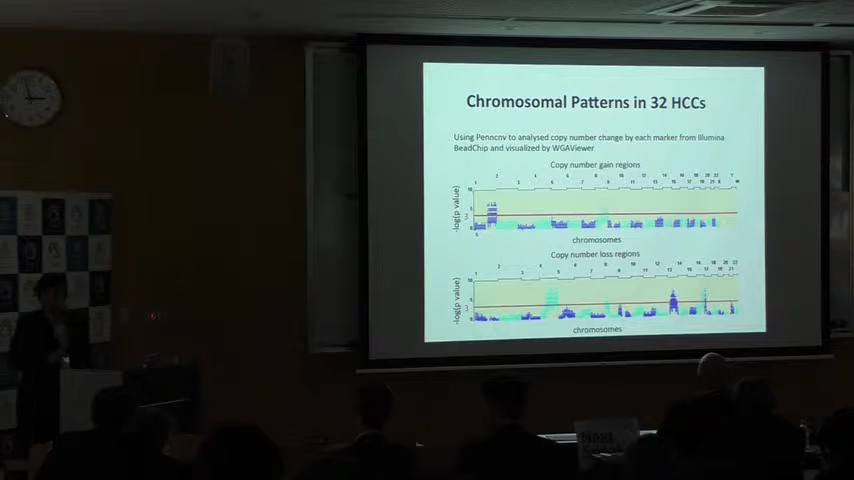 Chromosomal Patterns in 32 HCCs
Using Penncnv to analysed copy number change by each marker from Illumina
BeadChip and visualized by WGAViewer
Copy number gain regions
-log(p value)
chromosomes
Copy number loss regions
-log(p value)
chromosomes